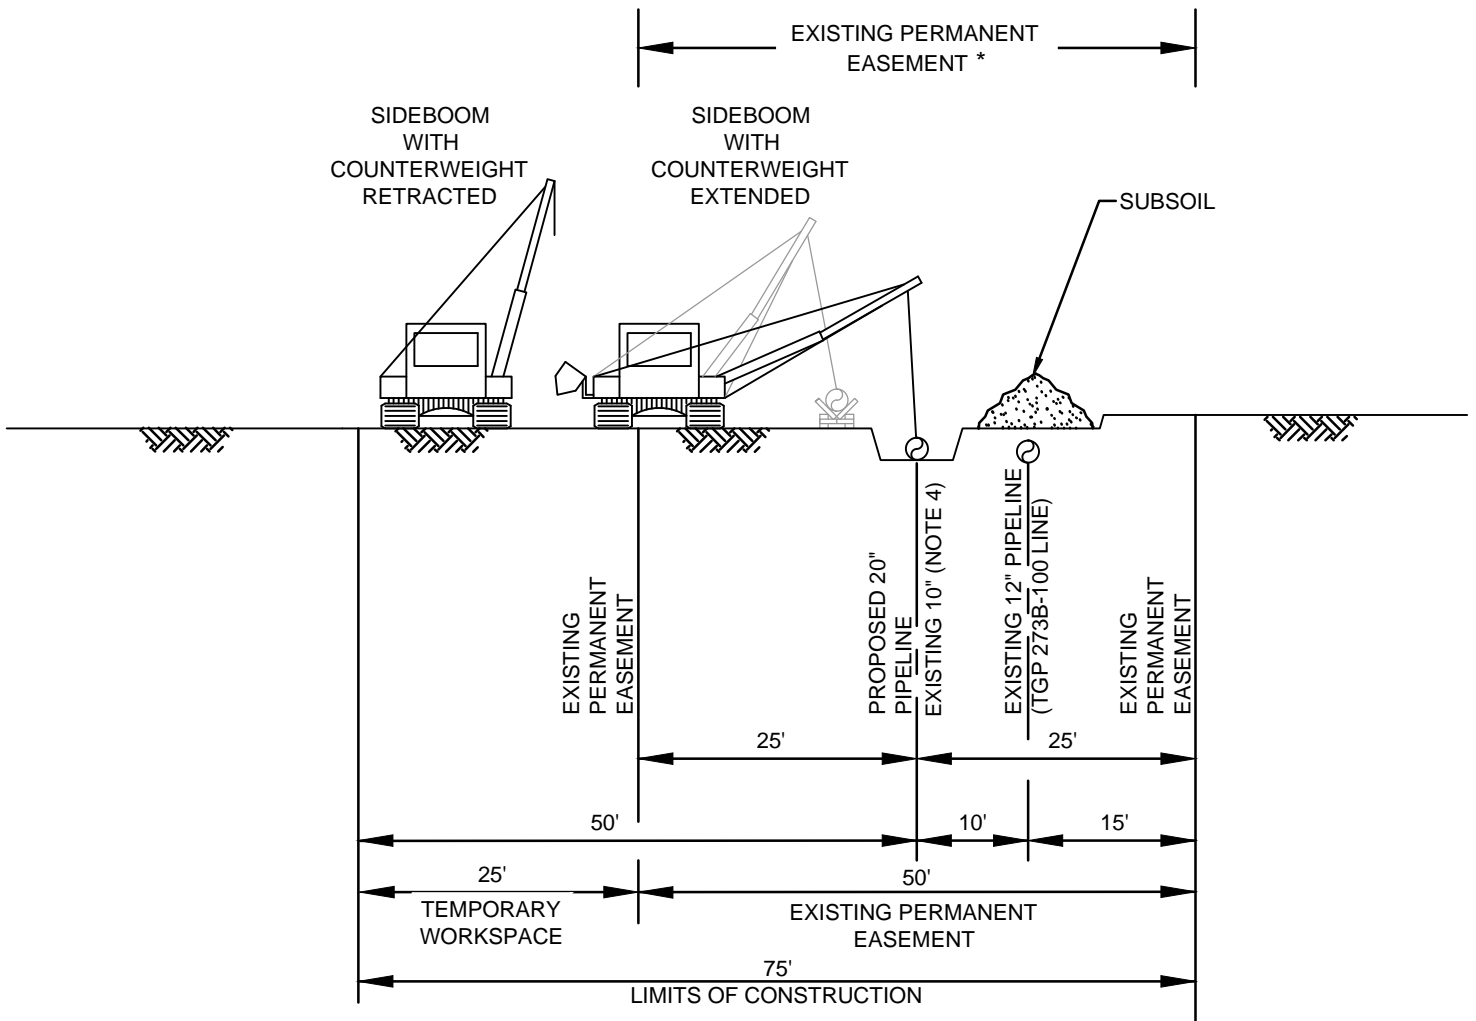 EXISTING PERMANENT
EASEMENT *
SIDEBOOM
WITH
COUNTERWEIGHT
RETRACTED
SIDEBOOM
WITH
COUNTERWEIGHT
EXTENDED
SUBSOIL
EXISTING
PERMANENT
EASEMENT
PROPOSED 20"
PIPELINE
EXISTING 10" (NOTE 4)
EXISTING 12" PIPELINE
(TGP 273B-100 LINE)
EXISTING
PERMANENT
EASEMENT
25'
25'
50'
10'
15'
25'
50'
TEMPORARY
WORKSPACE
EXISTING PERMANENT
EASEMENT
75'
LIMITS OF CONSTRUCTION